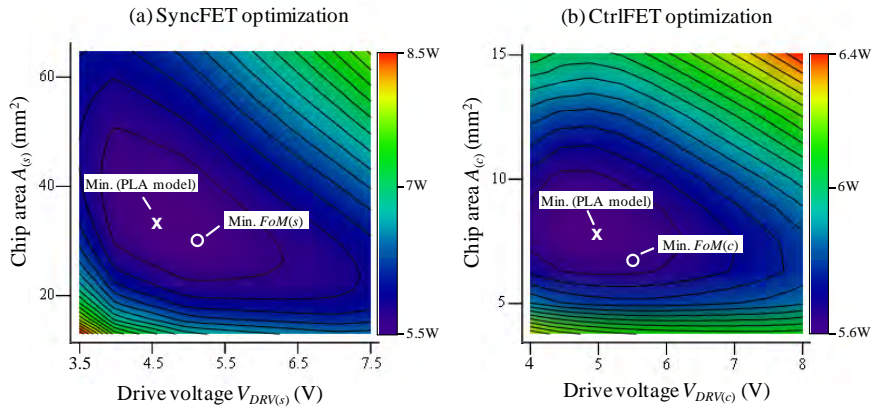 (a) SyncFET optimization
Chip area A(s) (mm2)
60
40
20
3.5
4.5
5.5
6.5
7.5
Drive voltage VDRV(s) (V)
Min. (PLA model)
x
Min. FoM(s)
8.5W
7W
5.5W
(b) CtrlFET optimization
Chip area A(c) (mm2)
15
10
5
4
5
6
7
8
Drive voltage VDRV(c) (V)
Min. (PLA model)
x
Min. FoM(c)
6.4W
6W
5.6W